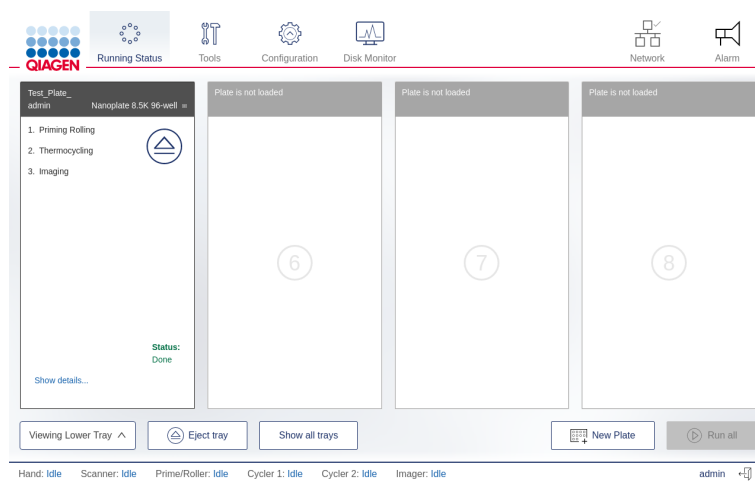 QIAGEN
Running Status
Tools
Configuration
Disk Monitor
Network
Alarm
Test_Plate_
admin Nanoplate 8.5K 96-well
Plate is not loaded
Plate is not loaded
Plate is not loaded
1. Priming Rolling
2. Thermocycling
3. Imaging
6
7
8
Status:
Done
Show details...
Viewing Lower Tray
Eject tray
Show all trays
New Plate
Run all
Hand: Idle Scanner: Idle Prime/Roller: Idle Cycler 1: Idle Cycler 2: Idle Imager: Idle admin